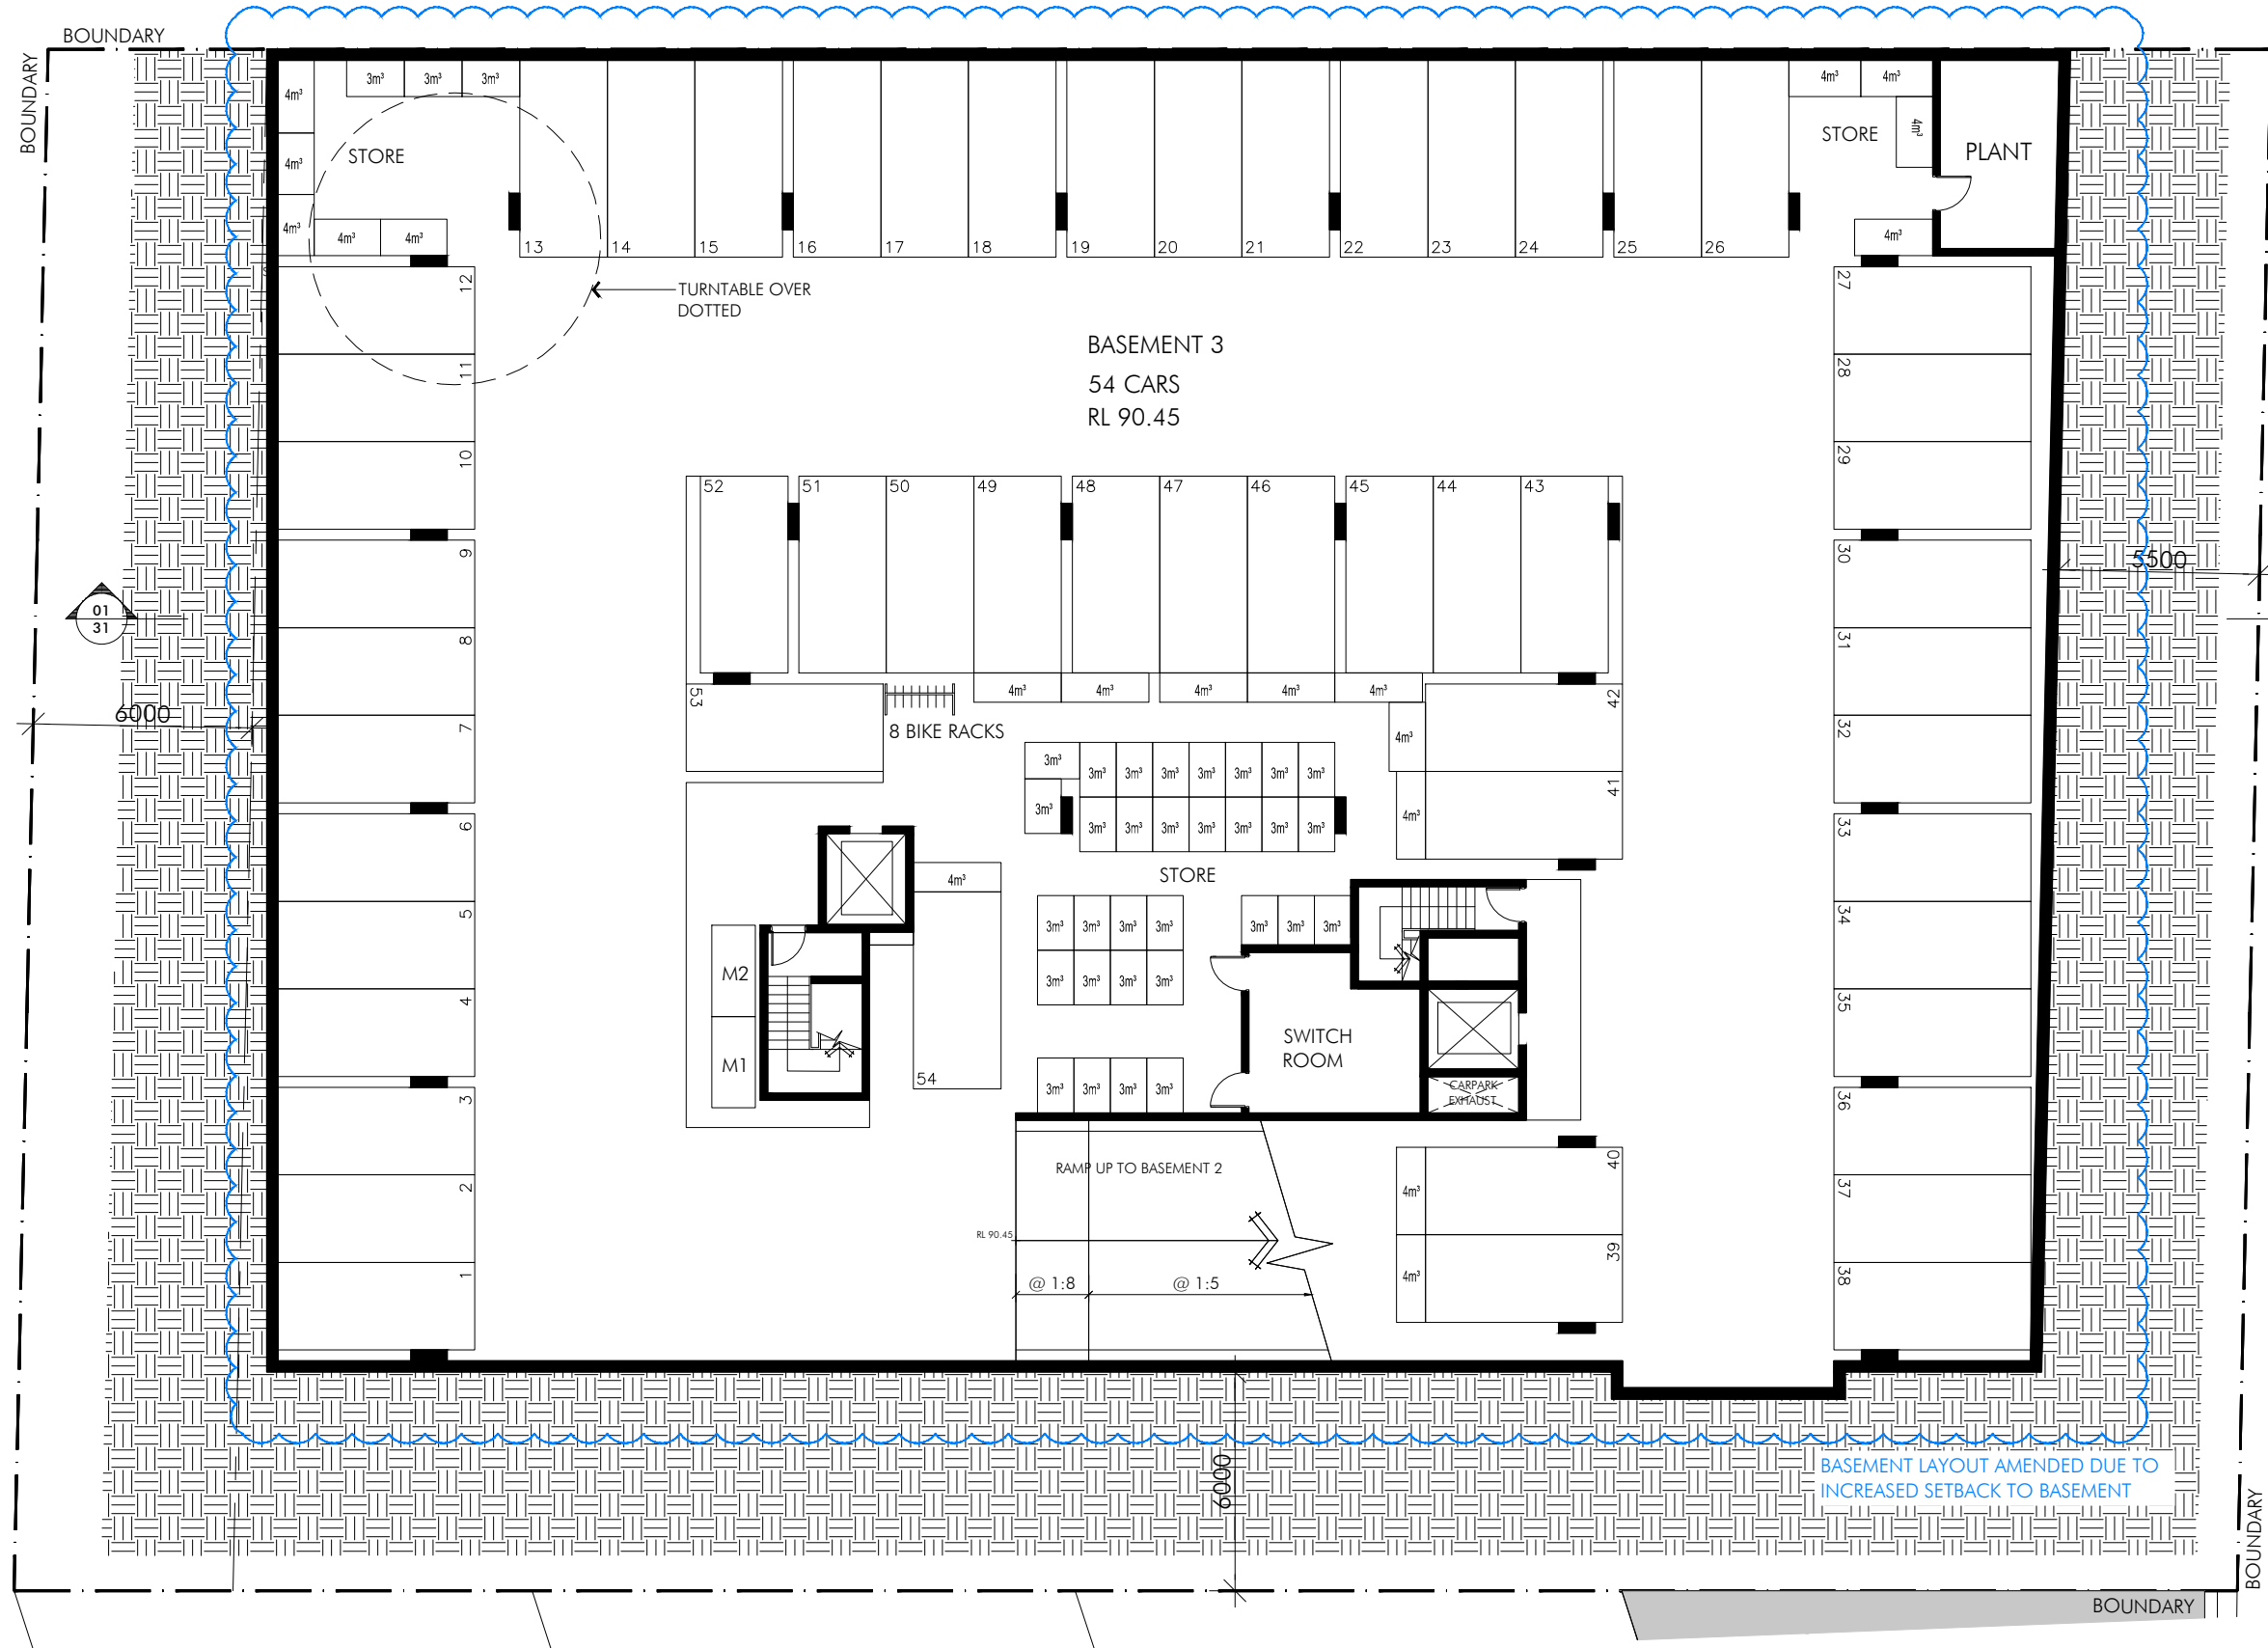 BOUNDARY
BOUNDARY
3m³ 3m³ 3m³
4m³
4m³
4m³
4m³ 4m³
STORE
4m³ 4m³
4m³
STORE
PLANT
4m³
13 14 15 16 17 18 19 20 21 22 23 24 25 26
TURNTABLE OVER
DOTTED
BASEMENT 3
54 CARS
RL 90.45
12
11
10
9
8
7
6
5
4
3
2
1
27
28
29
30
31
32
33
34
35
36
37
38
01
31
6000
5500
52 51 50 49 48 47 46 45 44 43
53
4m³ 4m³ 4m³ 4m³ 4m³
42
8 BIKE RACKS
4m³
41
4m³
3m³
3m³
3m³ 3m³ 3m³ 3m³ 3m³ 3m³ 3m³
3m³ 3m³ 3m³ 3m³ 3m³ 3m³ 3m³
STORE
4m³
3m³ 3m³ 3m³ 3m³
3m³ 3m³ 3m³
3m³ 3m³ 3m³ 3m³
M2
M1
54
SWITCH
ROOM
3m³ 3m³ 3m³ 3m³
CARPARK
EXHAUST
RAMP UP TO BASEMENT 2
RL 90.45
@ 1:8 @ 1:5
40
4m³
39
4m³
6000
BASEMENT LAYOUT AMENDED DUE TO
INCREASED SETBACK TO BASEMENT
BOUNDARY
BOUNDARY